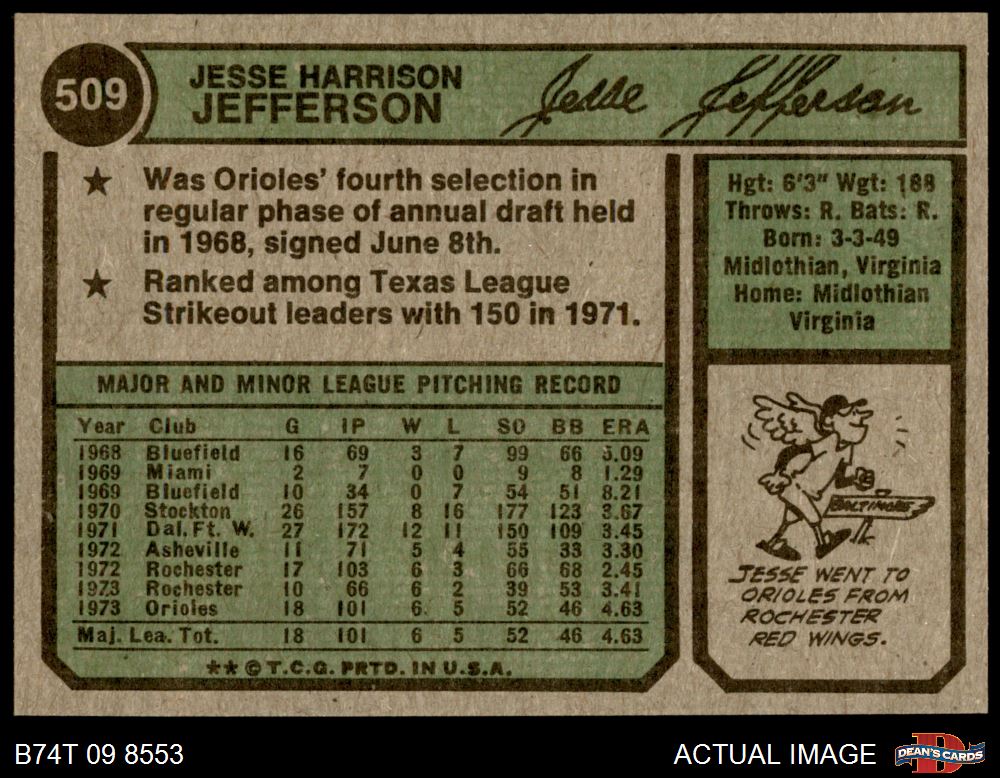 509
JESSE HARRISON
JEFFERSON
Jesse Jefferson
★ Was Orioles' fourth selection in
regular phase of annual draft held
in 1968, signed June 8th.
★ Ranked among Texas League
Strikeout leaders with 150 in 1971.
Hgt: 6'3" Wgt: 188
Throws: R. Bats: R.
Born: 3-3-49
Midlothian, Virginia
Home: Midlothian
Virginia
MAJOR AND MINOR LEAGUE PITCHING RECORD
Year Club G IP W L SO BB ERA
1968 Bluefield 16 69 3 7 99 66 5.09
1969 Miami 2 7 0 0 9 8 1.29
1969 Bluefield 10 34 0 7 54 51 8.21
1970 Stockton 26 157 8 16 177 123 3.67
1971 Dal. Ft. W. 27 172 12 11 150 109 3.45
1972 Asheville 11 71 5 4 55 33 3.30
1972 Rochester 17 103 6 3 66 68 2.45
1973 Rochester 10 66 6 2 39 53 3.41
1973 Orioles 18 101 6 5 52 46 4.63
Maj. Lea. Tot. 18 101 6 5 52 46 4.63
★★ © T.C.G. PRTD. IN U.S.A.
BALTIMORE
JESSE WENT TO
ORIOLES FROM
ROCHESTER
RED WINGS.
B74T 09 8553
ACTUAL IMAGE
DEAN'S CARDS